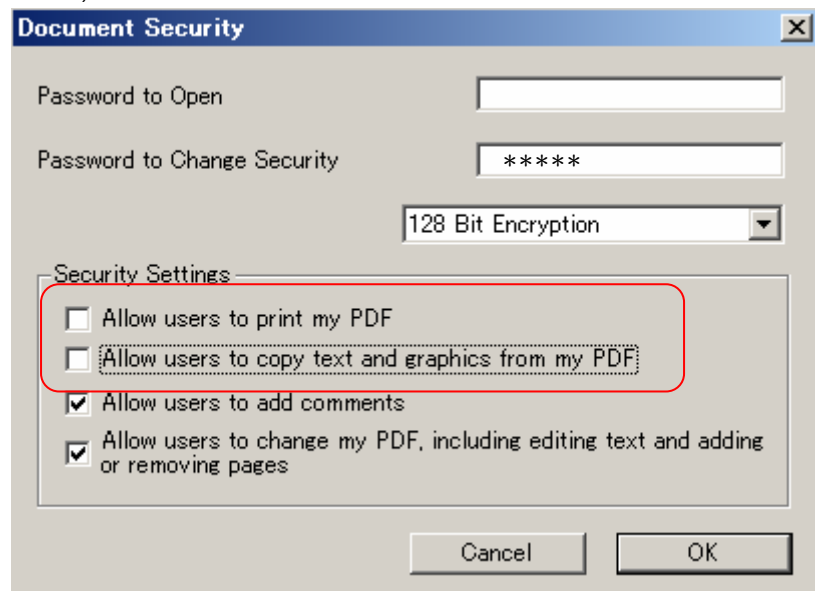 Document Security
Password to Open
Password to Change Security *****
128 Bit Encryption
Security Settings
Allow users to print my PDF
Allow users to copy text and graphics from my PDF
Allow users to add comments
Allow users to change my PDF, including editing text and adding
or removing pages
Cancel OK